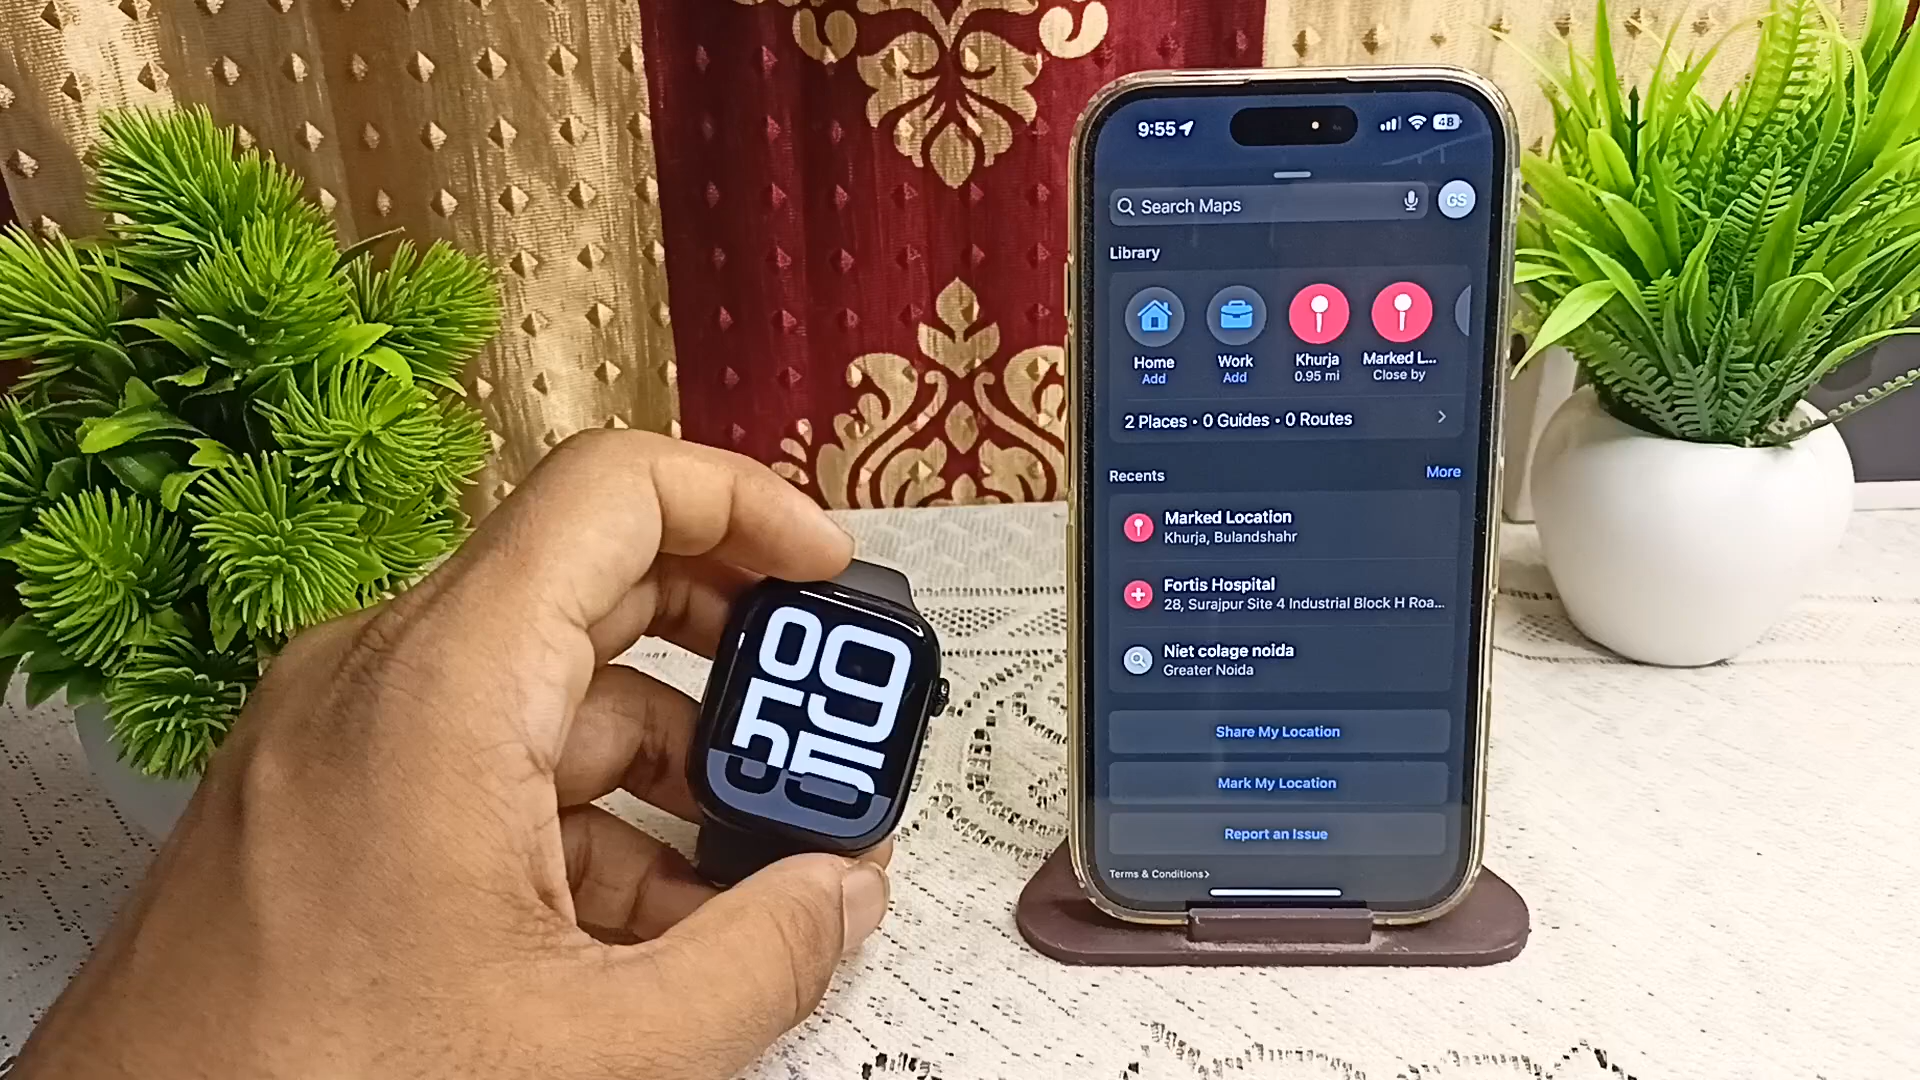 09
55
9:55
48
Search Maps
GS
Library
Home
Add
Work
Add
Khurja
0.95 mi
Marked L...
Close by
2 Places • 0 Guides • 0 Routes
Recents
More
Marked Location
Khurja, Bulandshahr
Fortis Hospital
28, Surajpur Site 4 Industrial Block H Roa...
Niet colage noida
Greater Noida
Share My Location
Mark My Location
Report an Issue
Terms & Conditions